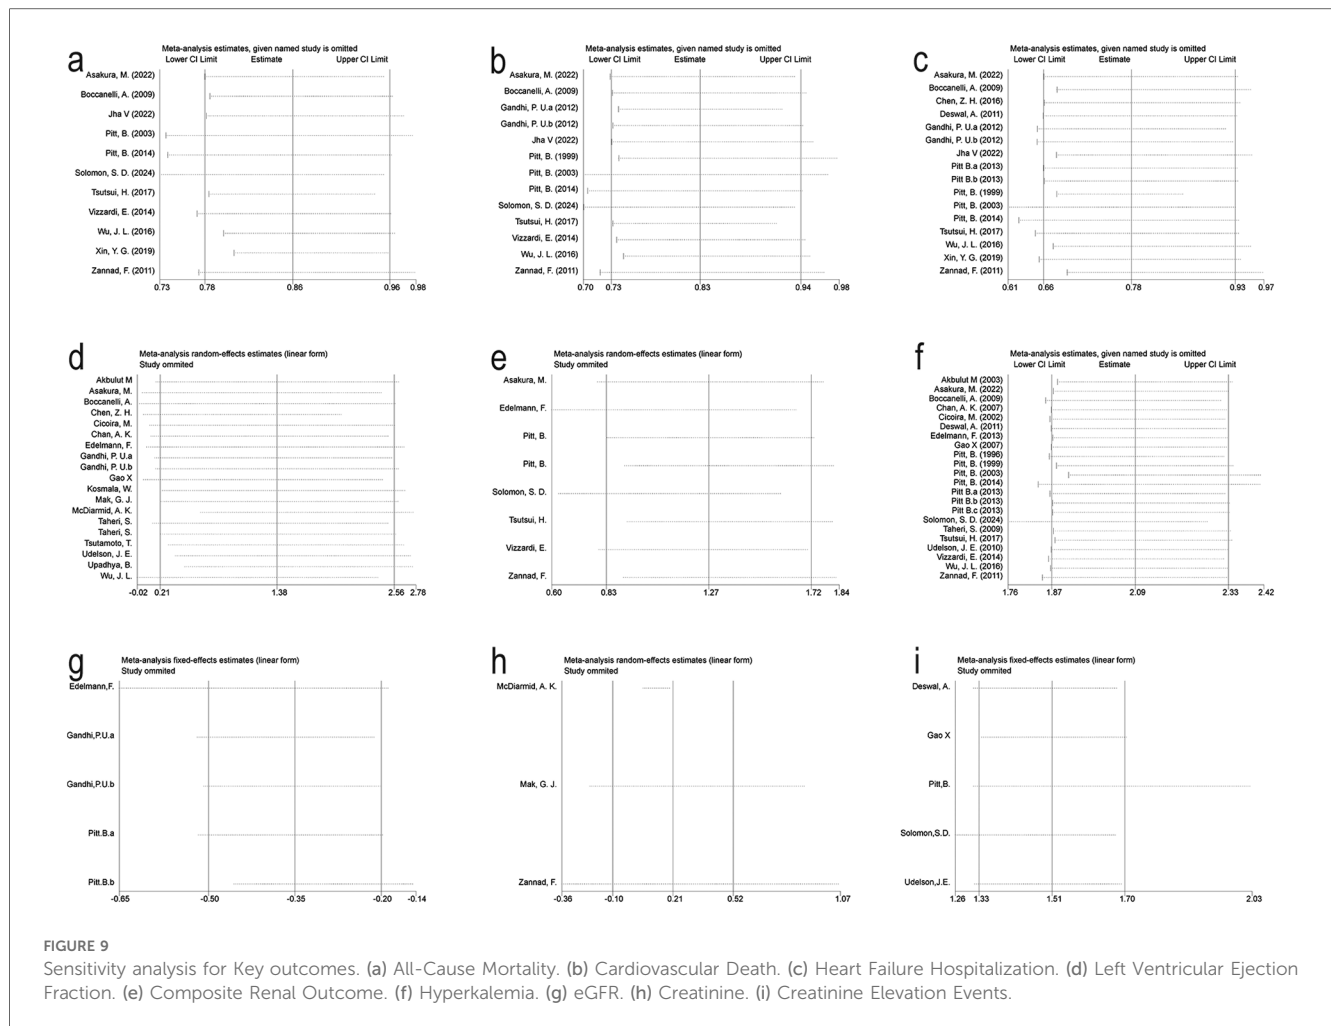 a
Meta-analysis estimates, given named study is omitted
Lower CI Limit Estimate Upper CI Limit
Asakura, M. (2022)
Boccanelli, A. (2009)
Jha V (2022)
Pitt, B. (2003)
Pitt, B. (2014)
Solomon, S. D. (2024)
Tsutsui, H. (2017)
Vizzardi, E. (2014)
Wu, J. L. (2016)
Xin, Y. G. (2019)
Zannad, F. (2011)
0.73 0.78 0.86 0.96 0.98
b
Meta-analysis estimates, given named study is omitted
Lower CI Limit Estimate Upper CI Limit
Asakura, M. (2022)
Boccanelli, A. (2009)
Gandhi, P. U.a (2012)
Gandhi, P. U.b (2012)
Jha V (2022)
Pitt, B. (1999)
Pitt, B. (2003)
Pitt, B. (2014)
Solomon, S. D. (2024)
Tsutsui, H. (2017)
Vizzardi, E. (2014)
Wu, J. L. (2016)
Zannad, F. (2011)
0.70 0.73 0.83 0.94 0.98
c
Meta-analysis estimates, given named study is omitted
Lower CI Limit Estimate Upper CI Limit
Asakura, M. (2022)
Boccanelli, A. (2009)
Chen, Z. H. (2016)
Deswal, A. (2011)
Gandhi, P. U.a (2012)
Gandhi, P. U.b (2012)
Jha V (2022)
Pitt B.a (2013)
Pitt B.b (2013)
Pitt, B. (1999)
Pitt, B. (2003)
Pitt, B. (2014)
Tsutsui, H. (2017)
Wu, J. L. (2016)
Xin, Y. G. (2019)
Zannad, F. (2011)
0.61 0.66 0.78 0.93 0.97
d
Meta-analysis random-effects estimates (linear form)
Study ommited
Akbulut M
Asakura, M.
Boccanelli, A.
Chen, Z. H.
Cicoira, M.
Chan, A. K.
Edelmann, F.
Gandhi, P. U.a
Gandhi, P. U.b
Gao X
Kosmala, W.
Mak, G. J.
McDiarmid, A. K.
Taheri, S.
Taheri, S.
Tsutamoto, T.
Udelson, J. E.
Upadhya, B.
Wu, J. L.
-0.02 0.21 1.38 2.56 2.78
e
Meta-analysis random-effects estimates (linear form)
Study ommited
Asakura, M.
Edelmann, F.
Pitt, B.
Pitt, B.
Solomon, S. D.
Tsutsui, H.
Vizzardi, E.
Zannad, F.
0.60 0.83 1.27 1.72 1.84
f
Meta-analysis estimates, given named study is omitted
Lower CI Limit Estimate Upper CI Limit
Akbulut M (2003)
Asakura, M. (2022)
Boccanelli, A. (2009)
Chan, A. K. (2007)
Cicoira, M. (2002)
Deswal, A. (2011)
Edelmann, F. (2013)
Gao X (2007)
Pitt, B. (1996)
Pitt, B. (1999)
Pitt, B. (2003)
Pitt, B. (2014)
Pitt B.a (2013)
Pitt B.b (2013)
Pitt B.c (2013)
Solomon, S. D. (2024)
Taheri, S. (2009)
Tsutsui, H. (2017)
Udelson, J. E. (2010)
Vizzardi, E. (2014)
Wu, J. L. (2016)
Zannad, F. (2011)
1.76 1.87 2.09 2.33 2.42
g
Meta-analysis fixed-effects estimates (linear form)
Study ommited
Edelmann,F.
Gandhi,P.U.a
Gandhi,P.U.b
Pitt.B.a
Pitt.B.b
-0.65 -0.50 -0.35 -0.20 -0.14
h
Meta-analysis random-effects estimates (linear form)
Study ommited
McDiarmid, A. K.
Mak, G. J.
Zannad, F.
-0.36 -0.10 0.21 0.52 1.07
i
Meta-analysis fixed-effects estimates (linear form)
Study ommited
Deswal, A.
Gao X
Pitt,B.
Solomon,S.D.
Udelson,J.E.
1.26 1.33 1.51 1.70 2.03
FIGURE 9
Sensitivity analysis for Key outcomes. (a) All-Cause Mortality. (b) Cardiovascular Death. (c) Heart Failure Hospitalization. (d) Left Ventricular Ejection
Fraction. (e) Composite Renal Outcome. (f) Hyperkalemia. (g) eGFR. (h) Creatinine. (i) Creatinine Elevation Events.